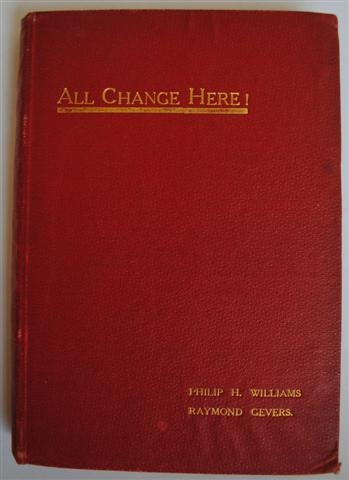 ALL CHANGE HERE!
PHILIP H. WILLIAMS
RAYMOND GEVERS.